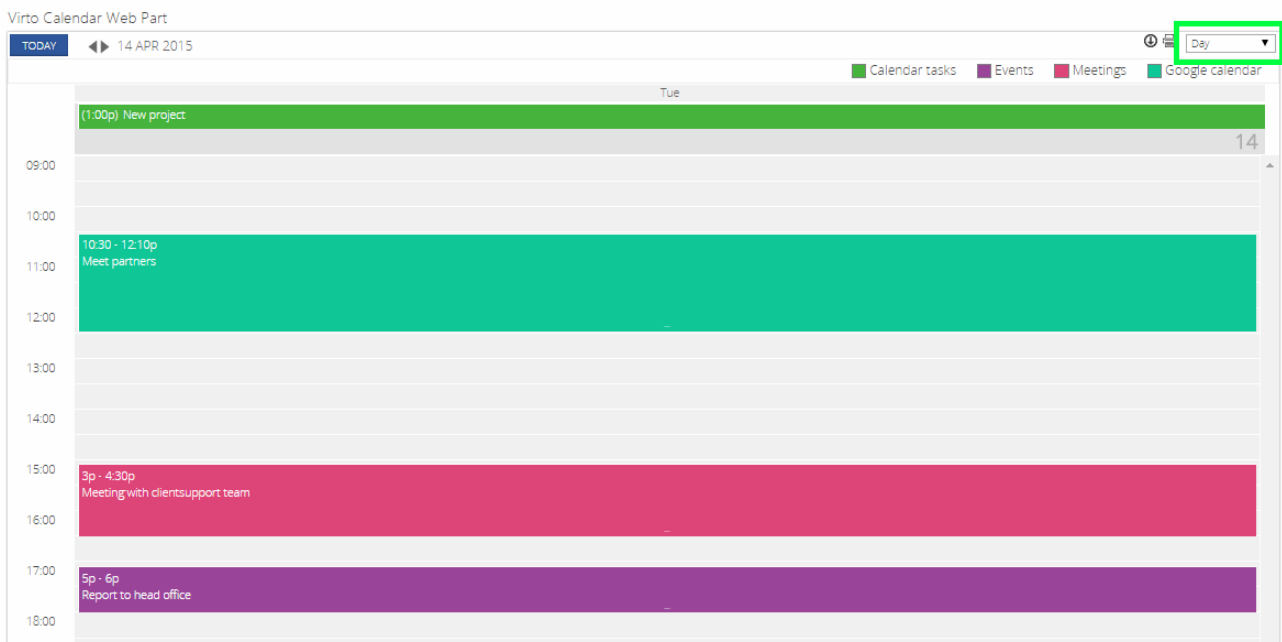 Virto Calendar Web Part
TODAY 14 APR 2015 Day
Calendar tasks Events Meetings Google calendar
Tue
(1:00p) New project
14
09:00
10:00
10:30 - 12:10p
Meet partners
11:00
12:00
13:00
14:00
15:00
3p - 4:30p
Meeting with clientsupport team
16:00
17:00
5p - 6p
Report to head office
18:00